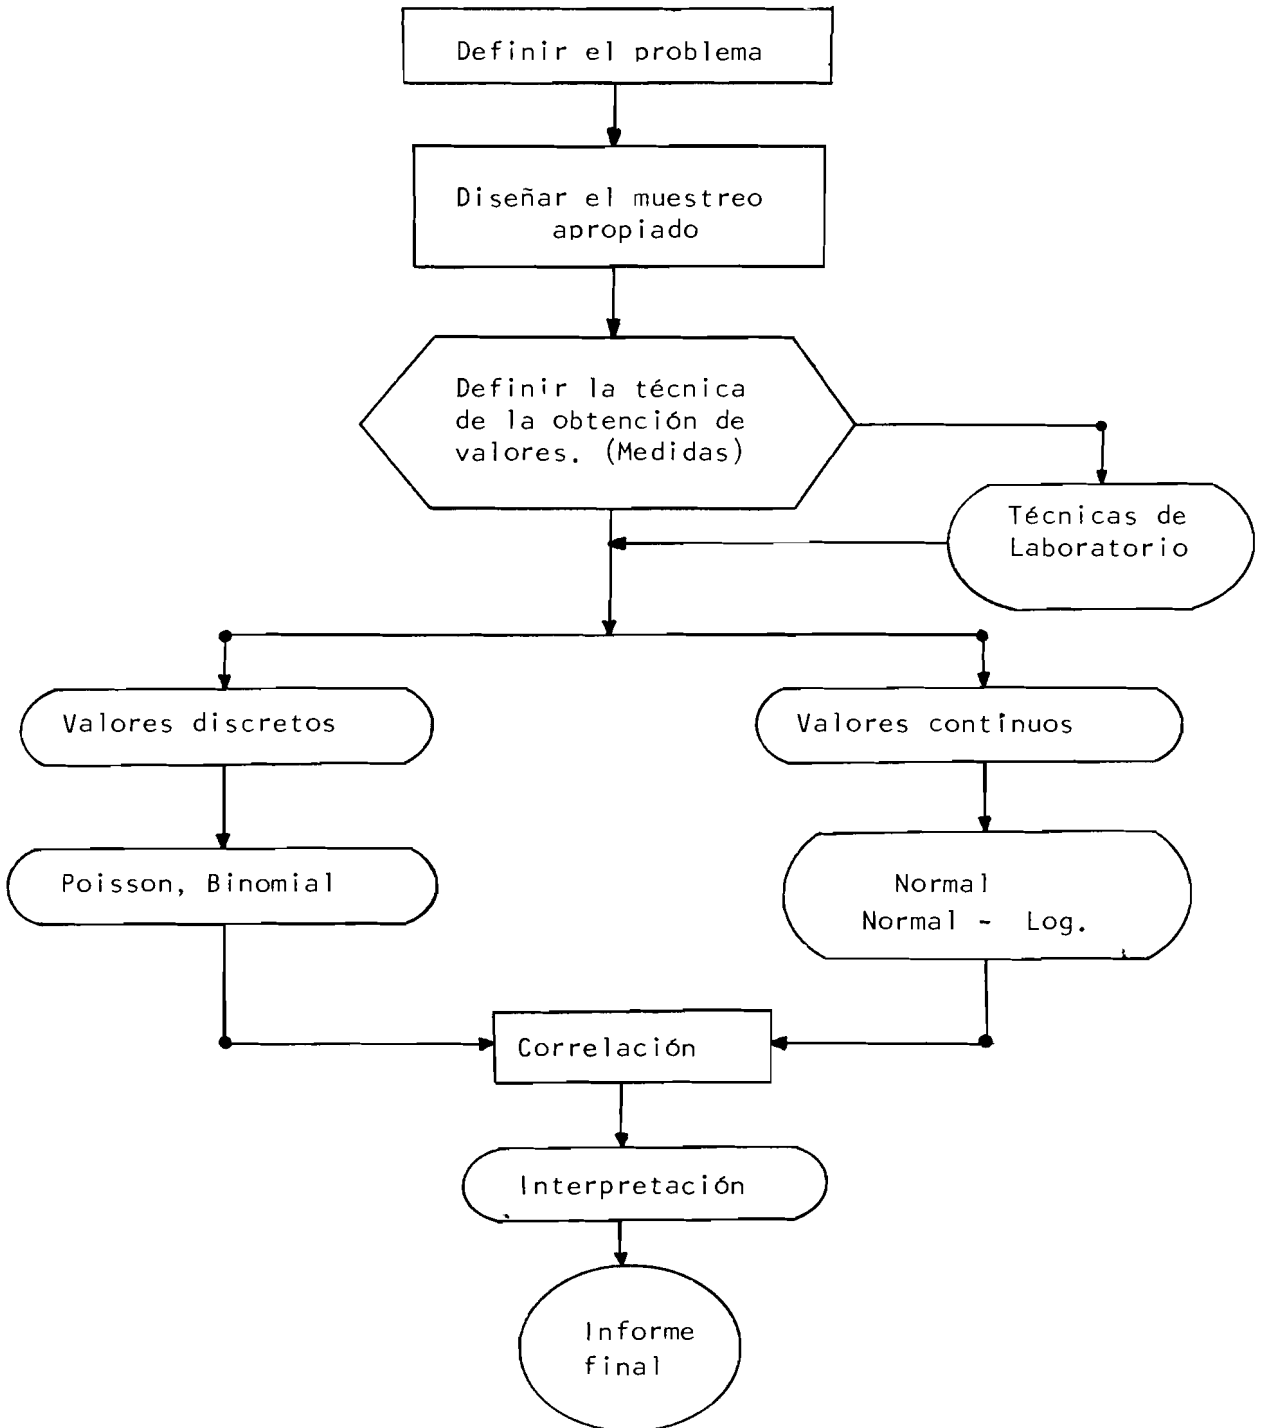 Definir el problema
Diseñar el muestreo
apropiado
Definir la técnica
de la obtención de
valores. (Medidas)
Técnicas de
Laboratorio
Valores discretos
Valores continuos
Poisson, Binomial
Normal
Normal - Log.
Correlación
Interpretación
Informe
final